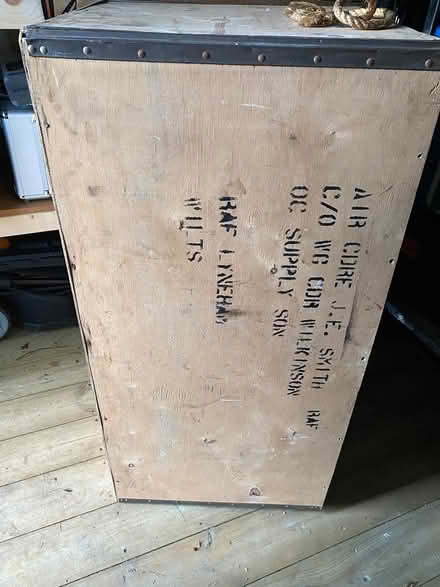 AIR CDRE J.E. SMITH RAF
C/O WG CDR WILKINSON
OC SUPPLY SQN
RAF LYNEHAM
WILTS